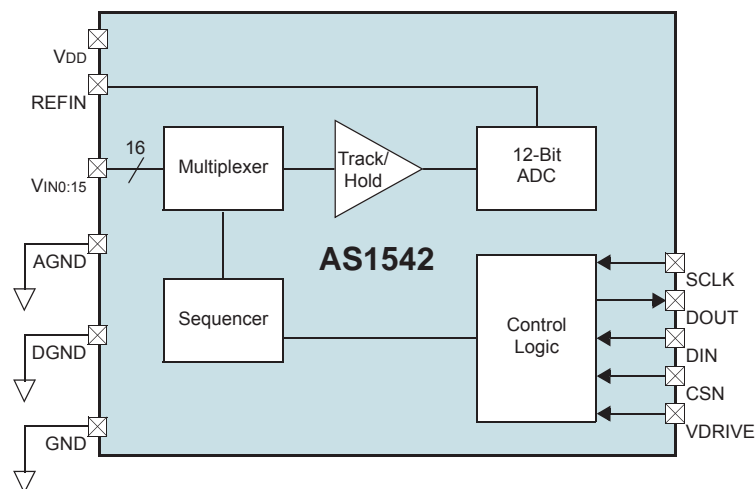 VDD
REFIN
16
VIN0:15
Multiplexer
Track/
Hold
12-Bit
ADC
AGND
AS1542
DGND
Sequencer
Control
Logic
GND
SCLK
DOUT
DIN
CSN
VDRIVE